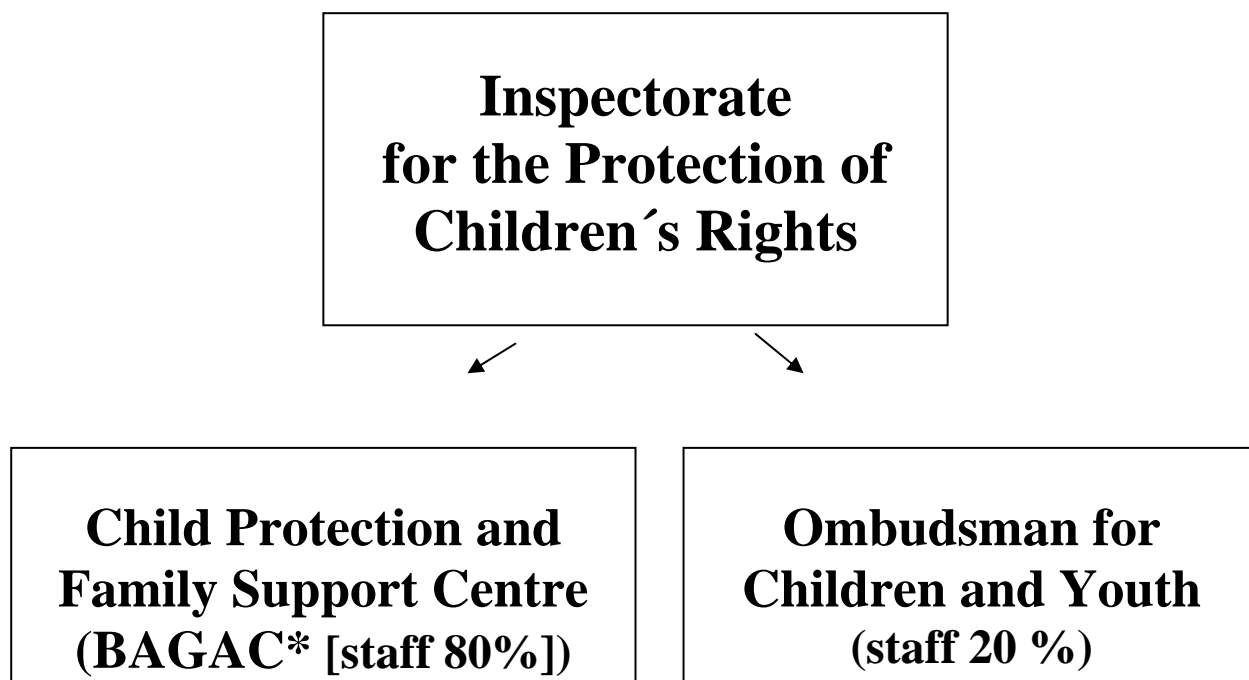 Inspectorate
for the Protection of
Children´s Rights
Child Protection and
Family Support Centre
(BAGAC* [staff 80%])
Ombudsman for
Children and Youth
(staff 20 %)